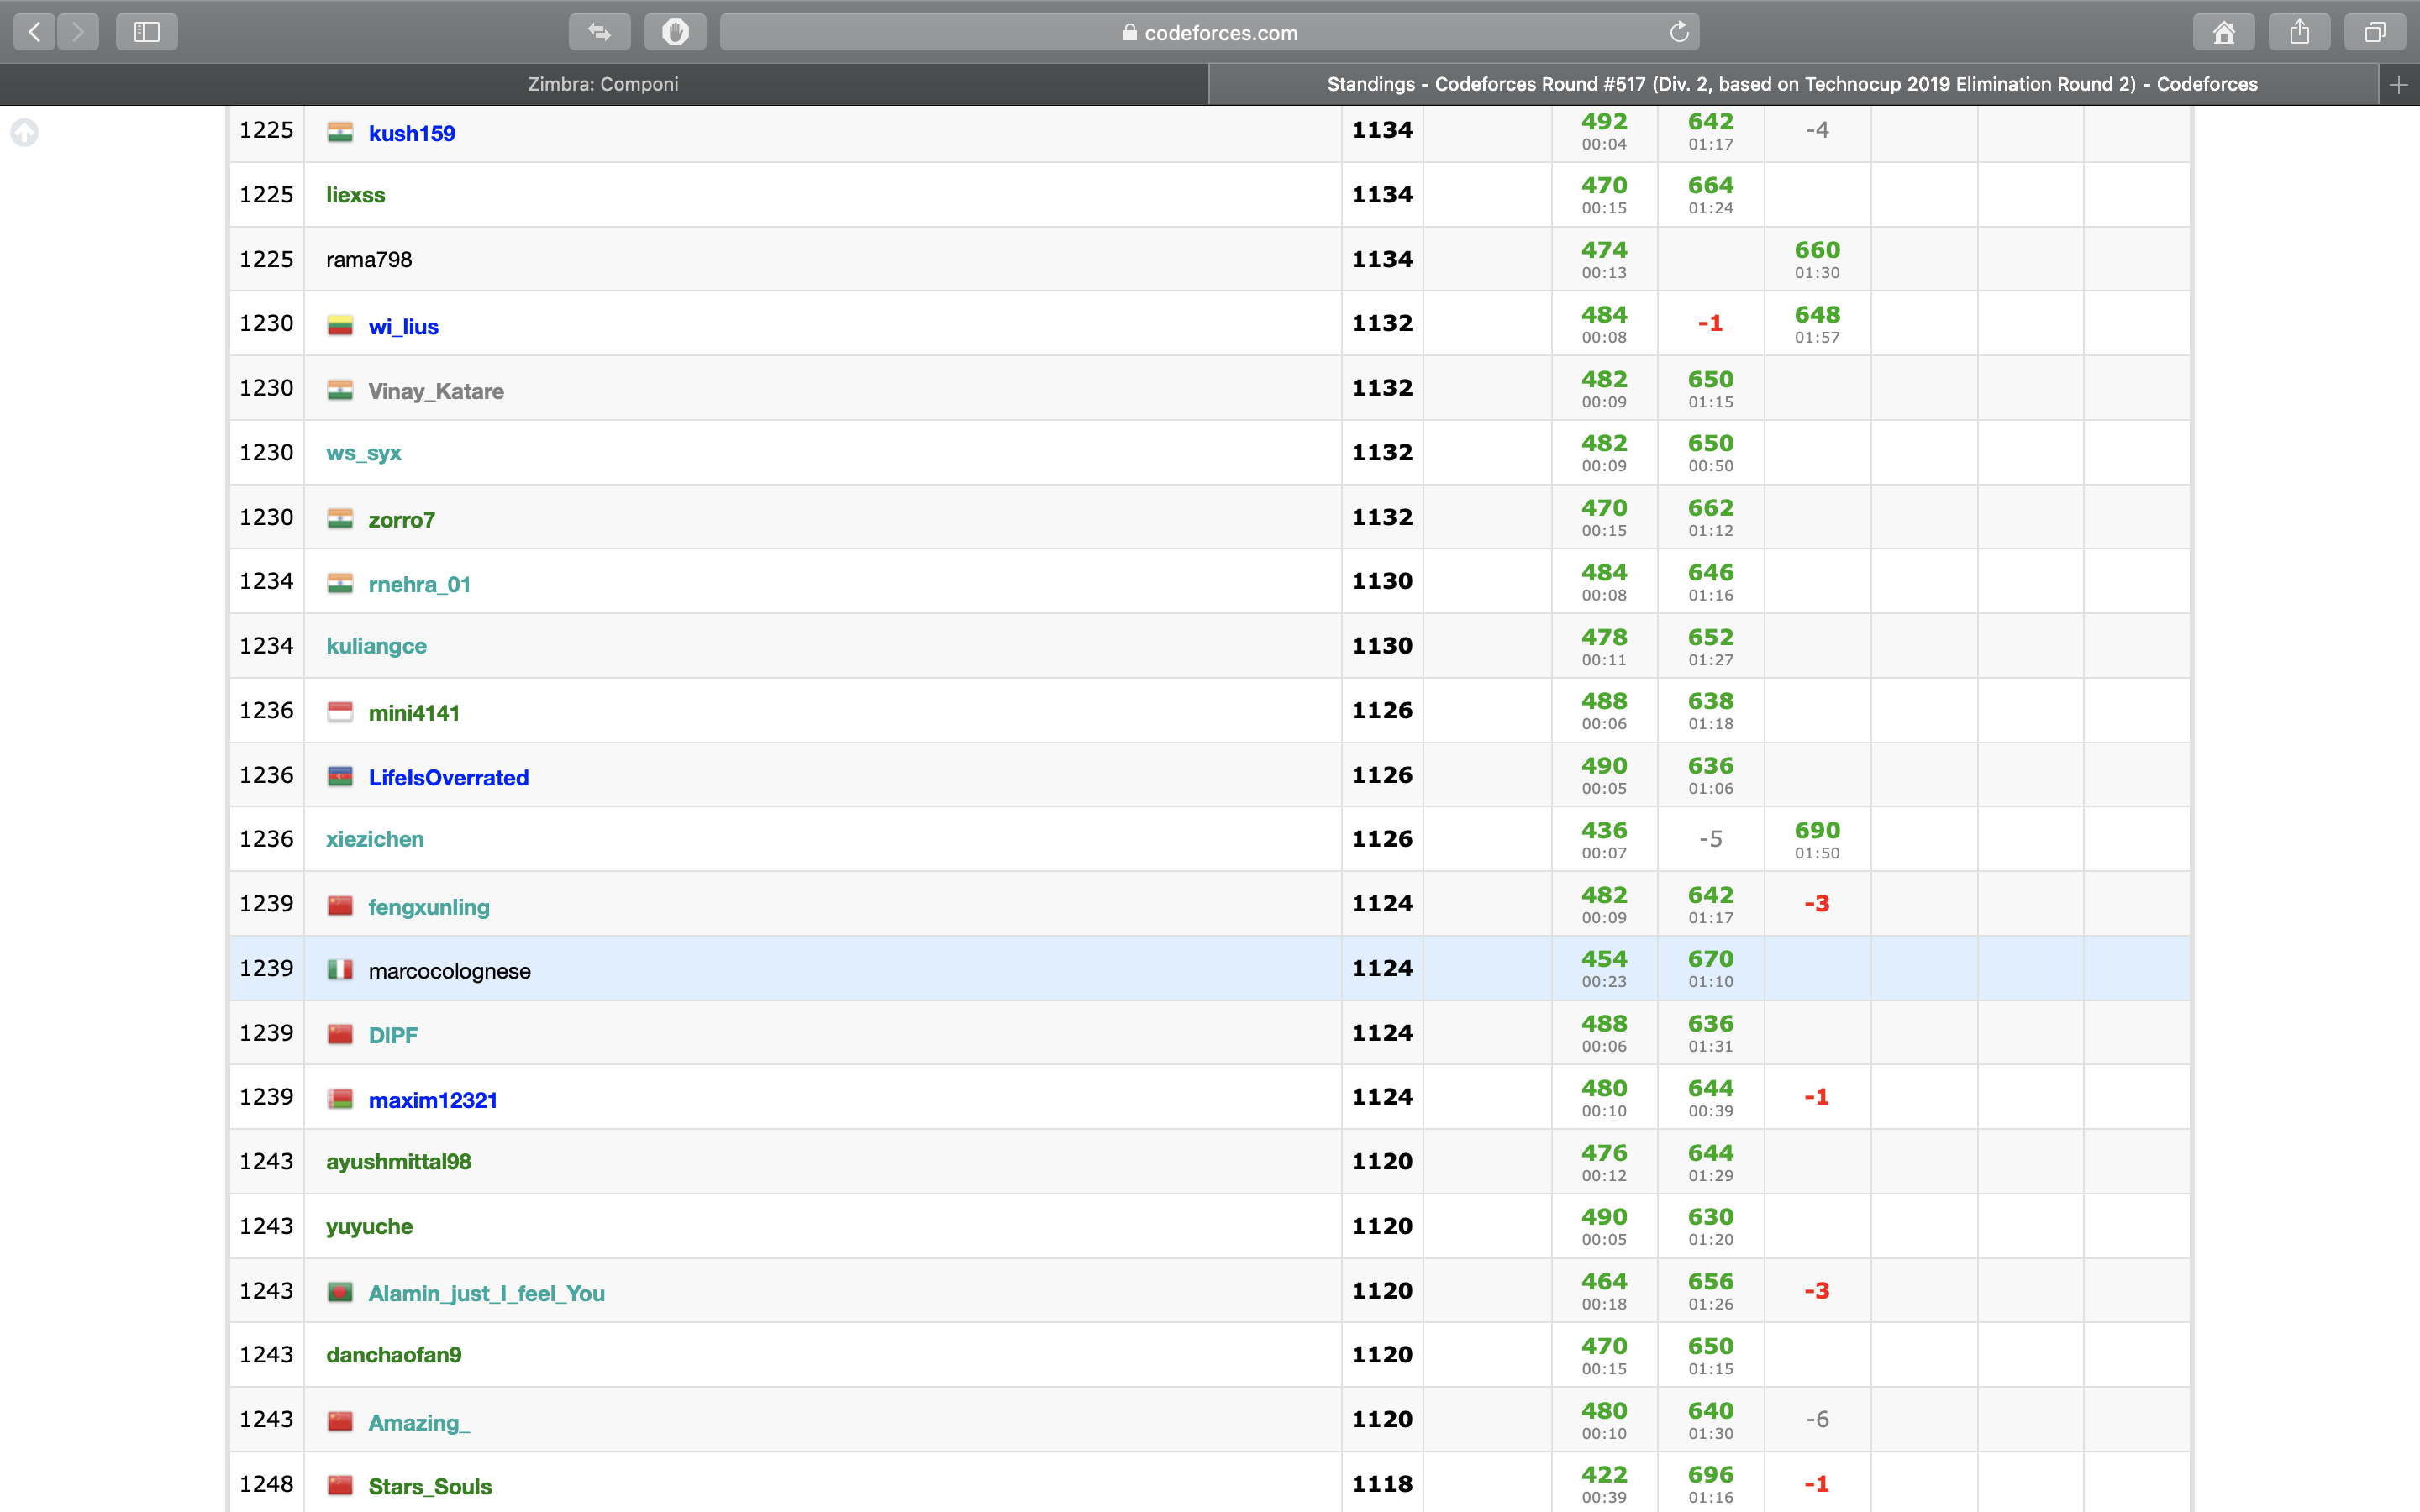 codeforces.com
Zimbra: Componi
Standings - Codeforces Round #517 (Div. 2, based on Technocup 2019 Elimination Round 2) - Codeforces
1225 kush159 1134 492 642 -4
00:04 01:17
1225 liexss 1134 470 664
00:15 01:24
1225 rama798 1134 474 660
00:13 01:30
1230 wi_lius 1132 484 -1 648
00:08 01:57
1230 Vinay_Katare 1132 482 650
00:09 01:15
1230 ws_syx 1132 482 650
00:09 00:50
1230 zorro7 1132 470 662
00:15 01:12
1234 rnehra_01 1130 484 646
00:08 01:16
1234 kuliangce 1130 478 652
00:11 01:27
1236 mini4141 1126 488 638
00:06 01:18
1236 LifeIsOverrated 1126 490 636
00:05 01:06
1236 xiezichen 1126 436 -5 690
00:07 01:50
1239 fengxunling 1124 482 642 -3
00:09 01:17
1239 marcocolognese 1124 454 670
00:23 01:10
1239 DIPF 1124 488 636
00:06 01:31
1239 maxim12321 1124 480 644 -1
00:10 00:39
1243 ayushmittal98 1120 476 644
00:12 01:29
1243 yuyuche 1120 490 630
00:05 01:20
1243 Alamin_just_I_feel_You 1120 464 656 -3
00:18 01:26
1243 danchaofan9 1120 470 650
00:15 01:15
1243 Amazing_ 1120 480 640 -6
00:10 01:30
1248 Stars_Souls 1118 422 696 -1
00:39 01:16